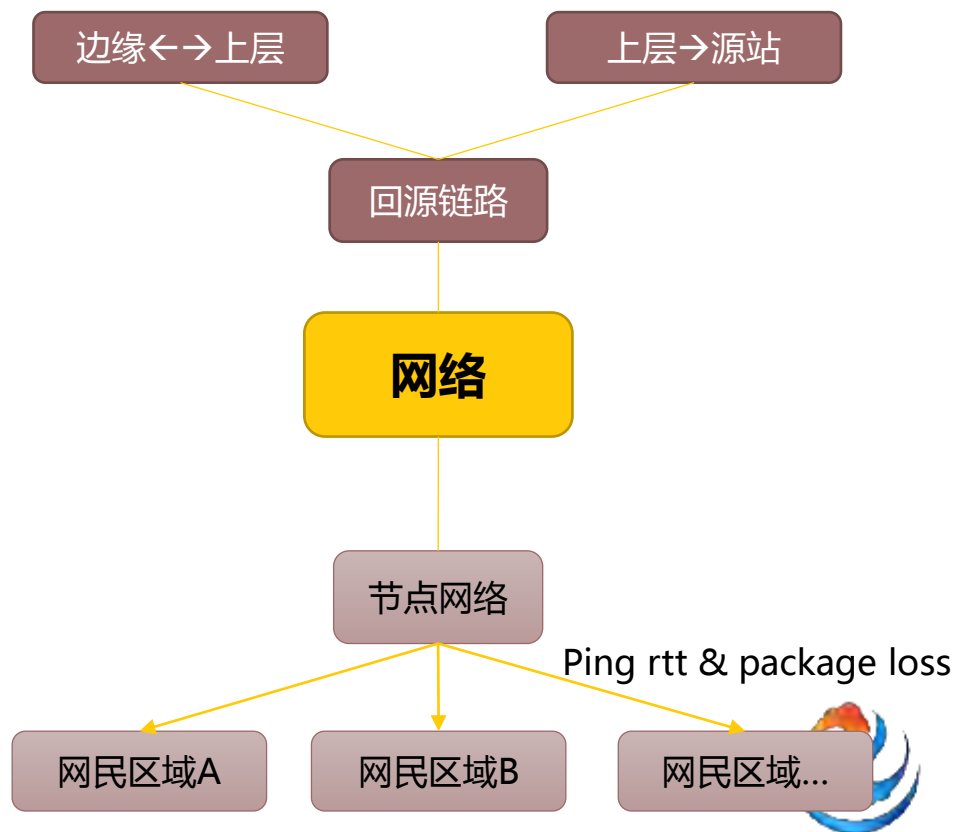 边缘←→上层
上层→源站
回源链路
网络
节点网络
Ping rtt & package loss
网民区域A
网民区域B
网民区域...